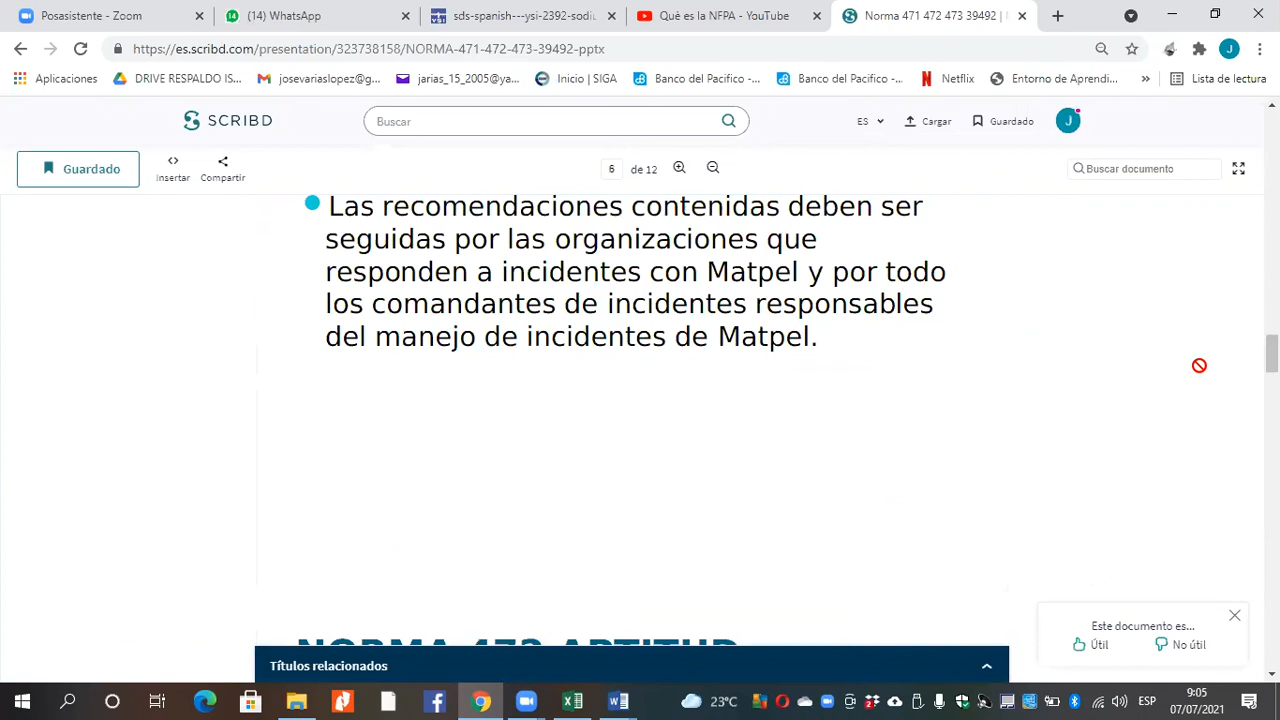 Posasistente - Zoom
(14) WhatsApp
sds-spanish---ysi-2392-sodiu
Què es la NFPA - YouTube
Norma 471 472 473 39492 |
https://es.scribd.com/presentation/323738158/NORMA-471-472-473-39492-pptx
Aplicaciones
DRIVE RESPALDO IS...
josevariaslopez@g...
jarias_15_2005@ya...
Inicio | SIGA
Banco del Pacífico -...
Banco del Pacifico -...
Netflix
Entorno de Aprendi...
»
Lista de lectura
SCRIBD
Buscar
ES
Cargar
Guardado
J
Guardado
Insertar
Compartir
6 de 12
Buscar documento
Las recomendaciones contenidas deben ser
seguidas por las organizaciones que
responden a incidentes con Matpel y por todo
los comandantes de incidentes responsables
del manejo de incidentes de Matpel.
Este documento es...
Útil
No útil
Títulos relacionados
23°C
ESP
9:05
07/07/2021